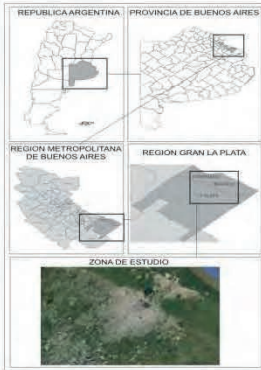 REPUBLICA ARGENTINA
PROVINCIA DE BUENOS AIRES
REGION METROPOLITANA
DE BUENOS AIRES
REGION GRAN LA PLATA
ZONA DE ESTUDIO